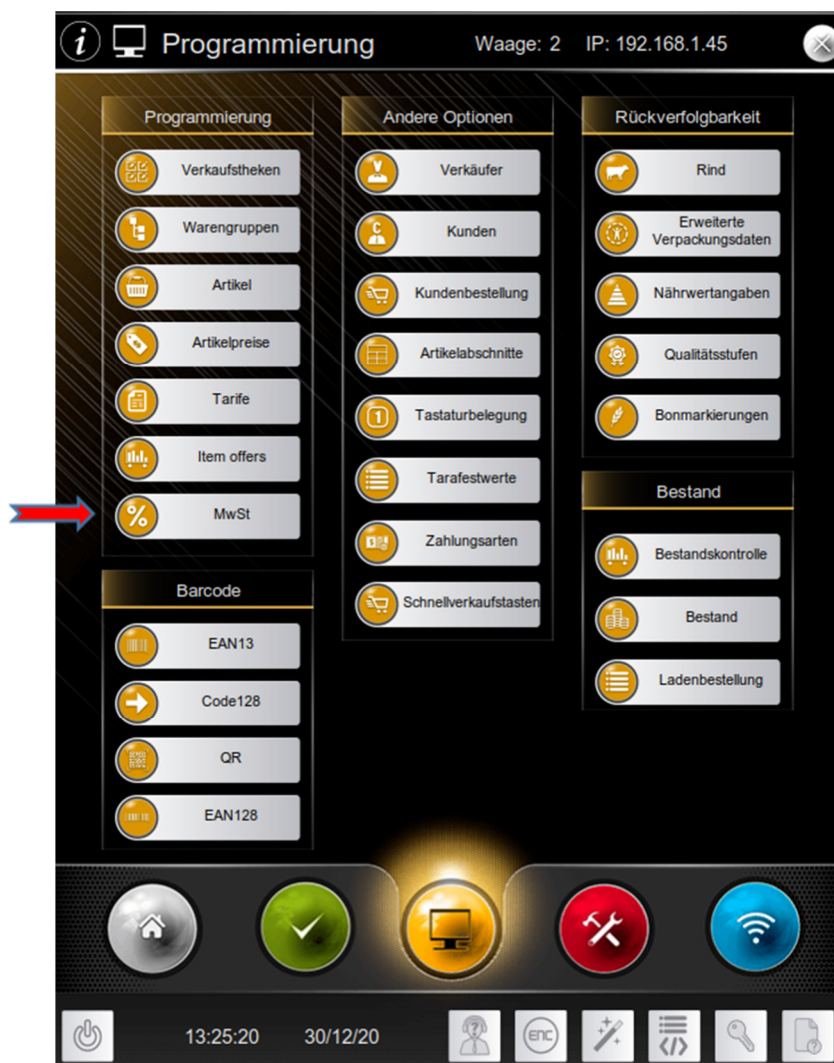 Programmierung Waage: 2 IP: 192.168.1.45
Programmierung
Verkaufstheken
Warengruppen
Artikel
Artikelpreise
Tarife
Item offers
MwSt
Barcode
EAN13
Code128
QR
EAN128
Andere Optionen
Verkäufer
Kunden
Kundenbestellung
Artikelabschnitte
Tastaturbelegung
Tarafestwerte
Zahlungsarten
Schnellverkaufstasten
Rückverfolgbarkeit
Rind
Erweiterte
Verpackungsdaten
Nährwertangaben
Qualitätsstufen
Bonmarkierungen
Bestand
Bestandskontrolle
Bestand
Ladenbestellung
13:25:20 30/12/20
ENC